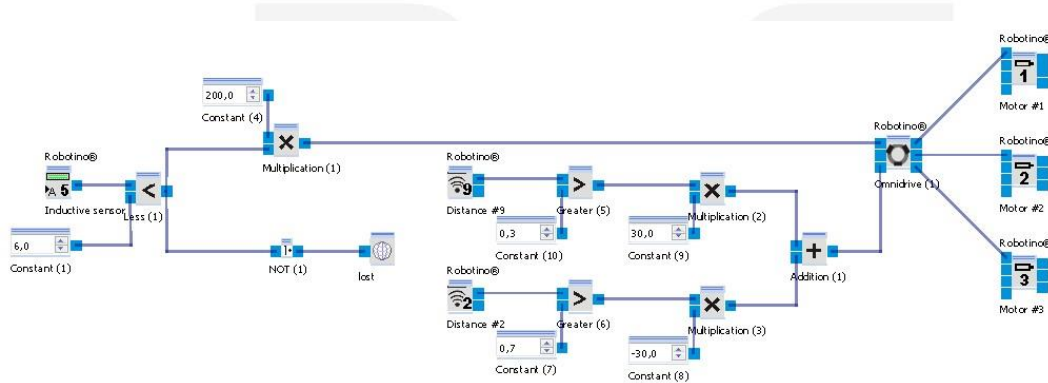 Robotino®
1
Motor #1
200,0
Constant (4)
Robotino®
Multiplication (1)
Omnidrive (1)
Robotino®
A 5
Inductive sensor
Less (1)
6,0
Constant (1)
NOT (1)
lost
Robotino®
9
Distance #9
Greater (5)
Multiplication (2)
0,3
Constant (10)
30,0
Constant (9)
Addition (1)
Robotino®
2
Distance #2
Greater (6)
Multiplication (3)
0,7
Constant (7)
-30,0
Constant (8)
Robotino®
2
Motor #2
Robotino®
3
Motor #3